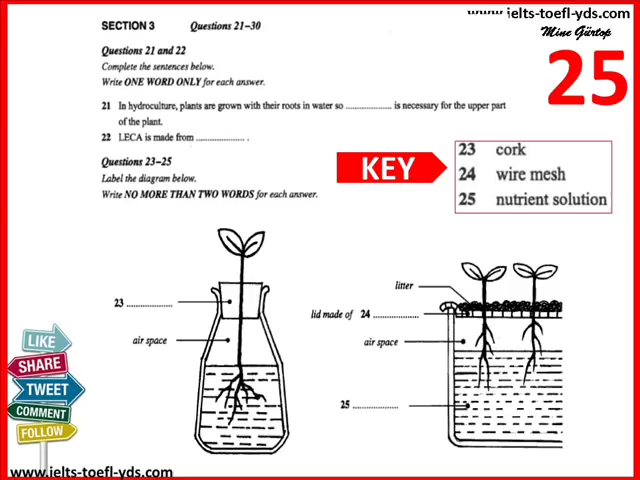 www.ielts-toefl-yds.com
SECTION 3 Questions 21-30
Mine Gürtop
25
Questions 21 and 22
Complete the sentences below.
Write ONE WORD ONLY for each answer.
21 In hydroculture, plants are grown with their roots in water so .................... is necessary for the upper part
of the plant.
22 LECA is made from .................... .
Questions 23-25
Label the diagram below.
Write NO MORE THAN TWO WORDS for each answer.
KEY
23 cork
24 wire mesh
25 nutrient solution
23 ....................
air space
litter
lid made of 24 ....................
air space
25 ....................
LIKE
SHARE
TWEET
COMMENT
FOLLOW
www.ielts-toefl-yds.com